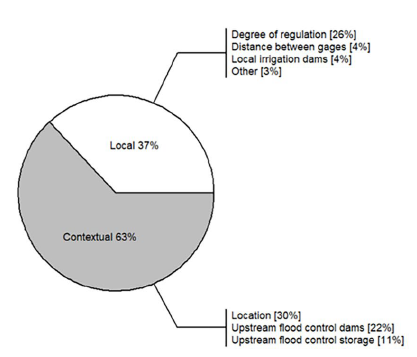 Degree of regulation [26%]
Distance between gages [4%]
Local irrigation dams [4%]
Other [3%]
Local 37%
Contextual 63%
Location [30%]
Upstream flood control dams [22%]
Upstream flood control storage [11%]